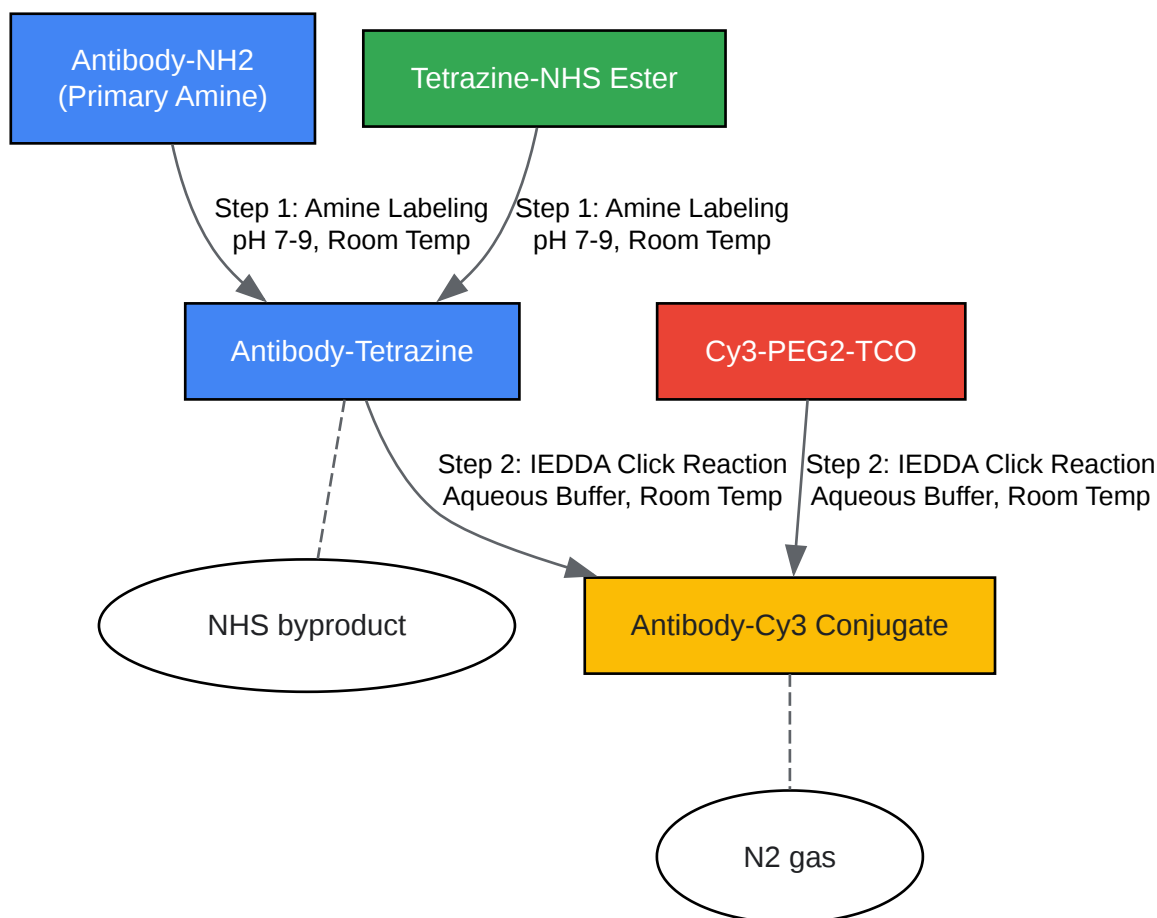 Antibody-NH2
(Primary Amine)
Tetrazine-NHS Ester
Step 1: Amine Labeling
pH 7-9, Room Temp
Step 1: Amine Labeling
pH 7-9, Room Temp
Antibody-Tetrazine
Cy3-PEG2-TCO
Step 2: IEDDA Click Reaction
Aqueous Buffer, Room Temp
Step 2: IEDDA Click Reaction
Aqueous Buffer, Room Temp
NHS byproduct
Antibody-Cy3 Conjugate
N2 gas